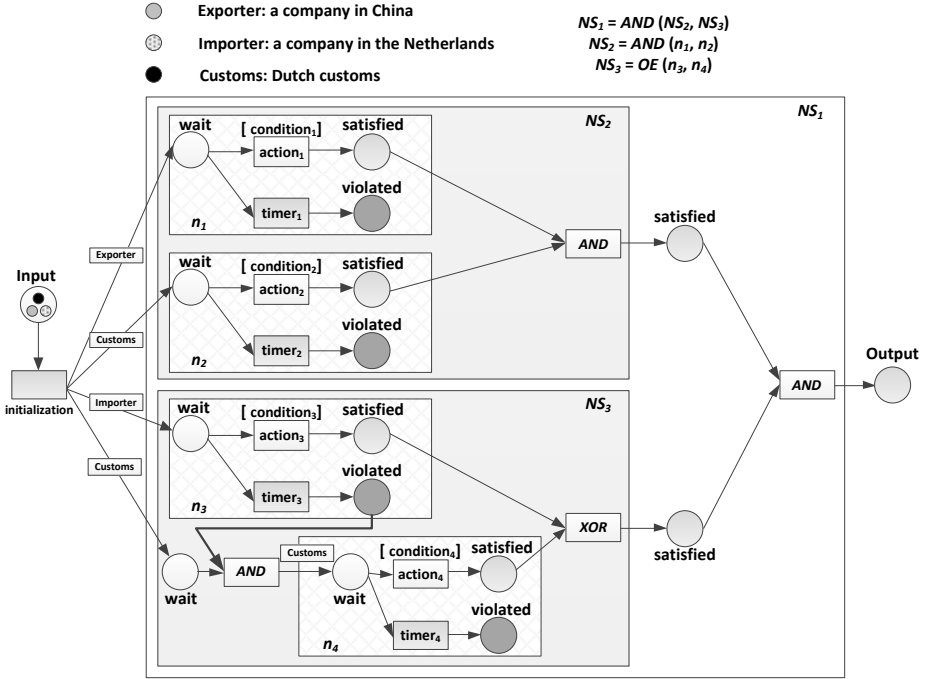 Exporter: a company in China
Importer: a company in the Netherlands
Customs: Dutch customs
NS1 = AND (NS2, NS3)
NS2 = AND (n1, n2)
NS3 = OE (n3, n4)
NS1
NS2
wait
[ condition1]
satisfied
action1
violated
timer1
n1
Exporter
satisfied
AND
wait
[ condition2]
satisfied
Input
action2
Customs
violated
timer2
n2
Output
AND
initialization
NS3
Importer
wait
[ condition3]
satisfied
action3
Customs
violated
timer3
n3
XOR
satisfied
Customs
[ condition4]
satisfied
AND
action4
wait
wait
violated
timer4
n4